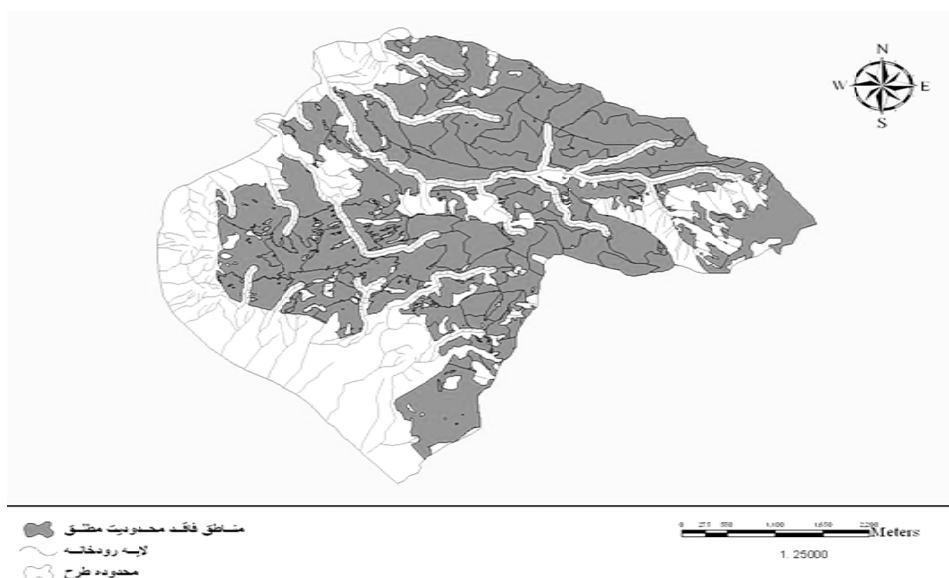 N
W E
S
مناطق فاقد محدودیت مطلق
لایه رودخانه
محدوده طرح
0 275 550 1,100 1,650 2,200 Meters
1: 25000